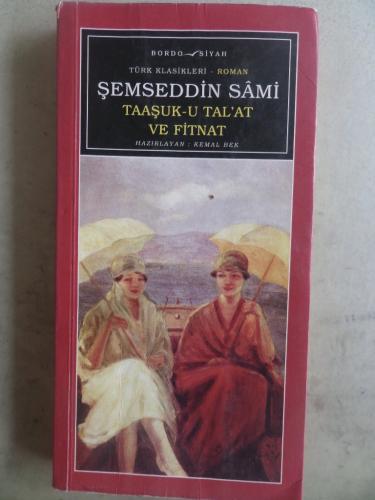 BORDO SİYAH
TÜRK KLASİKLERİ - ROMAN
ŞEMSEDDİN SÂMİ
TAAŞUK-U TAL'AT
VE FİTNAT
HAZIRLAYAN : KEMAL BEK